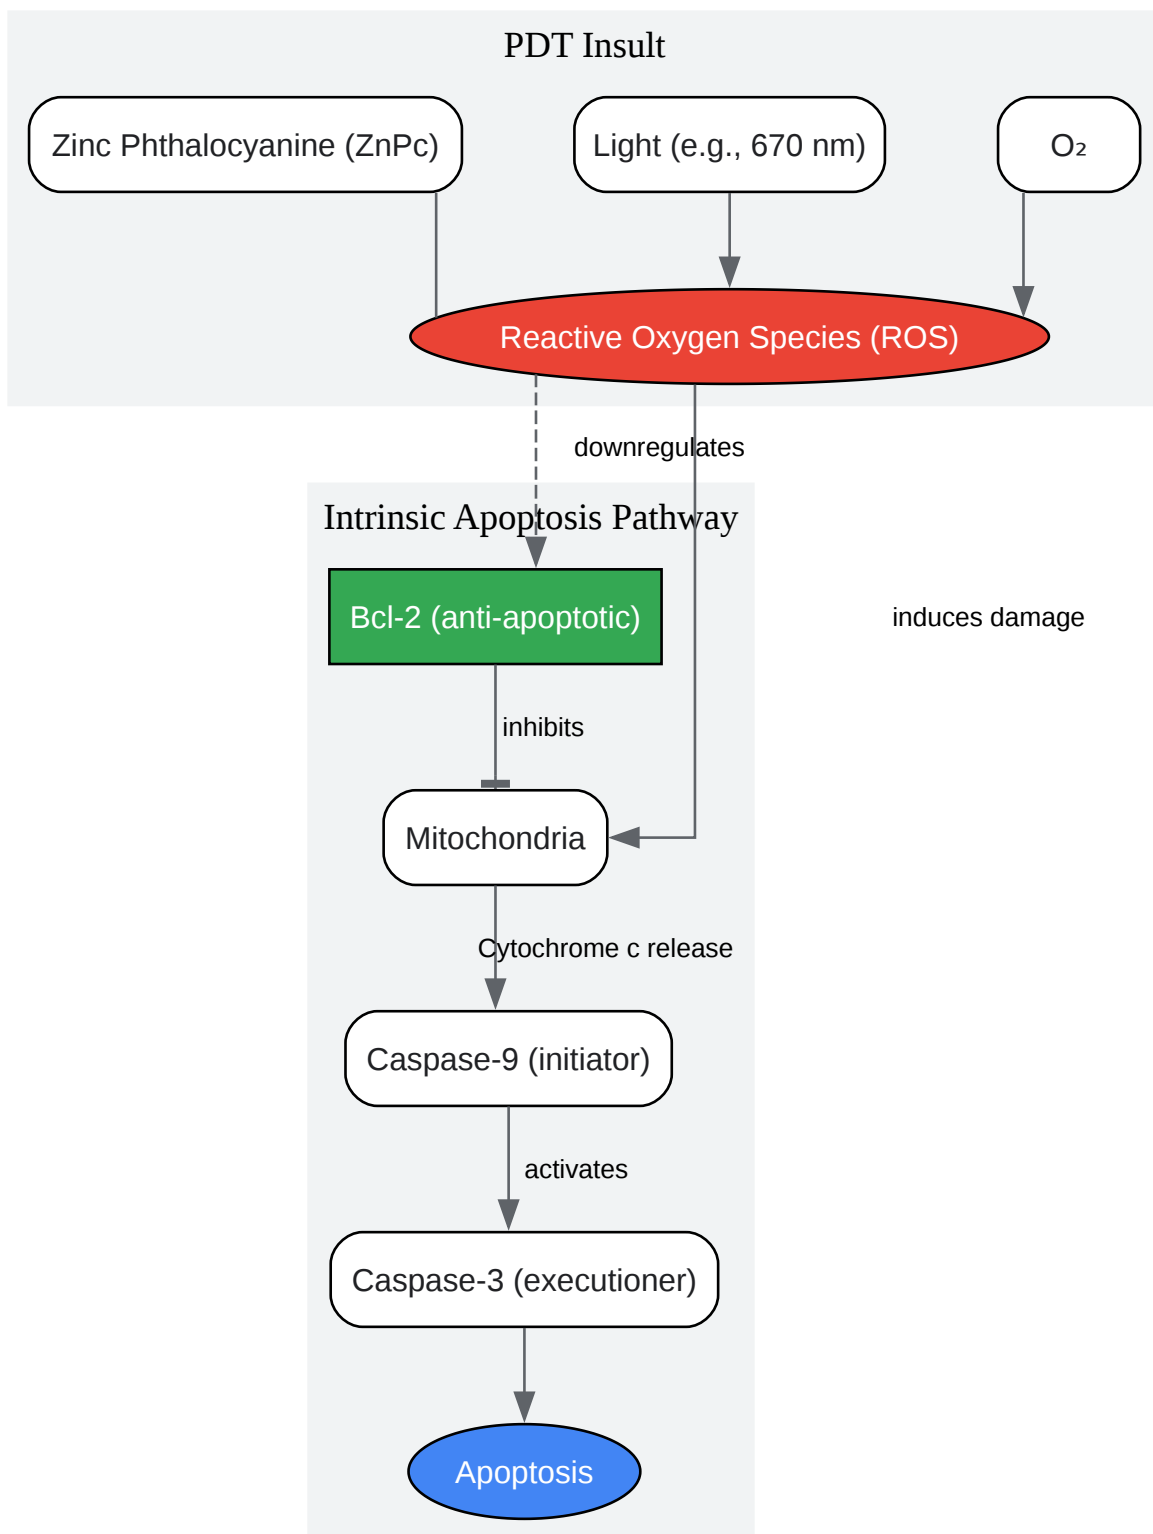 PDT Insult
Zinc Phthalocyanine (ZnPc)
Light (e.g., 670 nm)
O₂
Reactive Oxygen Species (ROS)
downregulates
Intrinsic Apoptosis Pathway
Bcl-2 (anti-apoptotic)
induces damage
inhibits
Mitochondria
Cytochrome c release
Caspase-9 (initiator)
activates
Caspase-3 (executioner)
Apoptosis